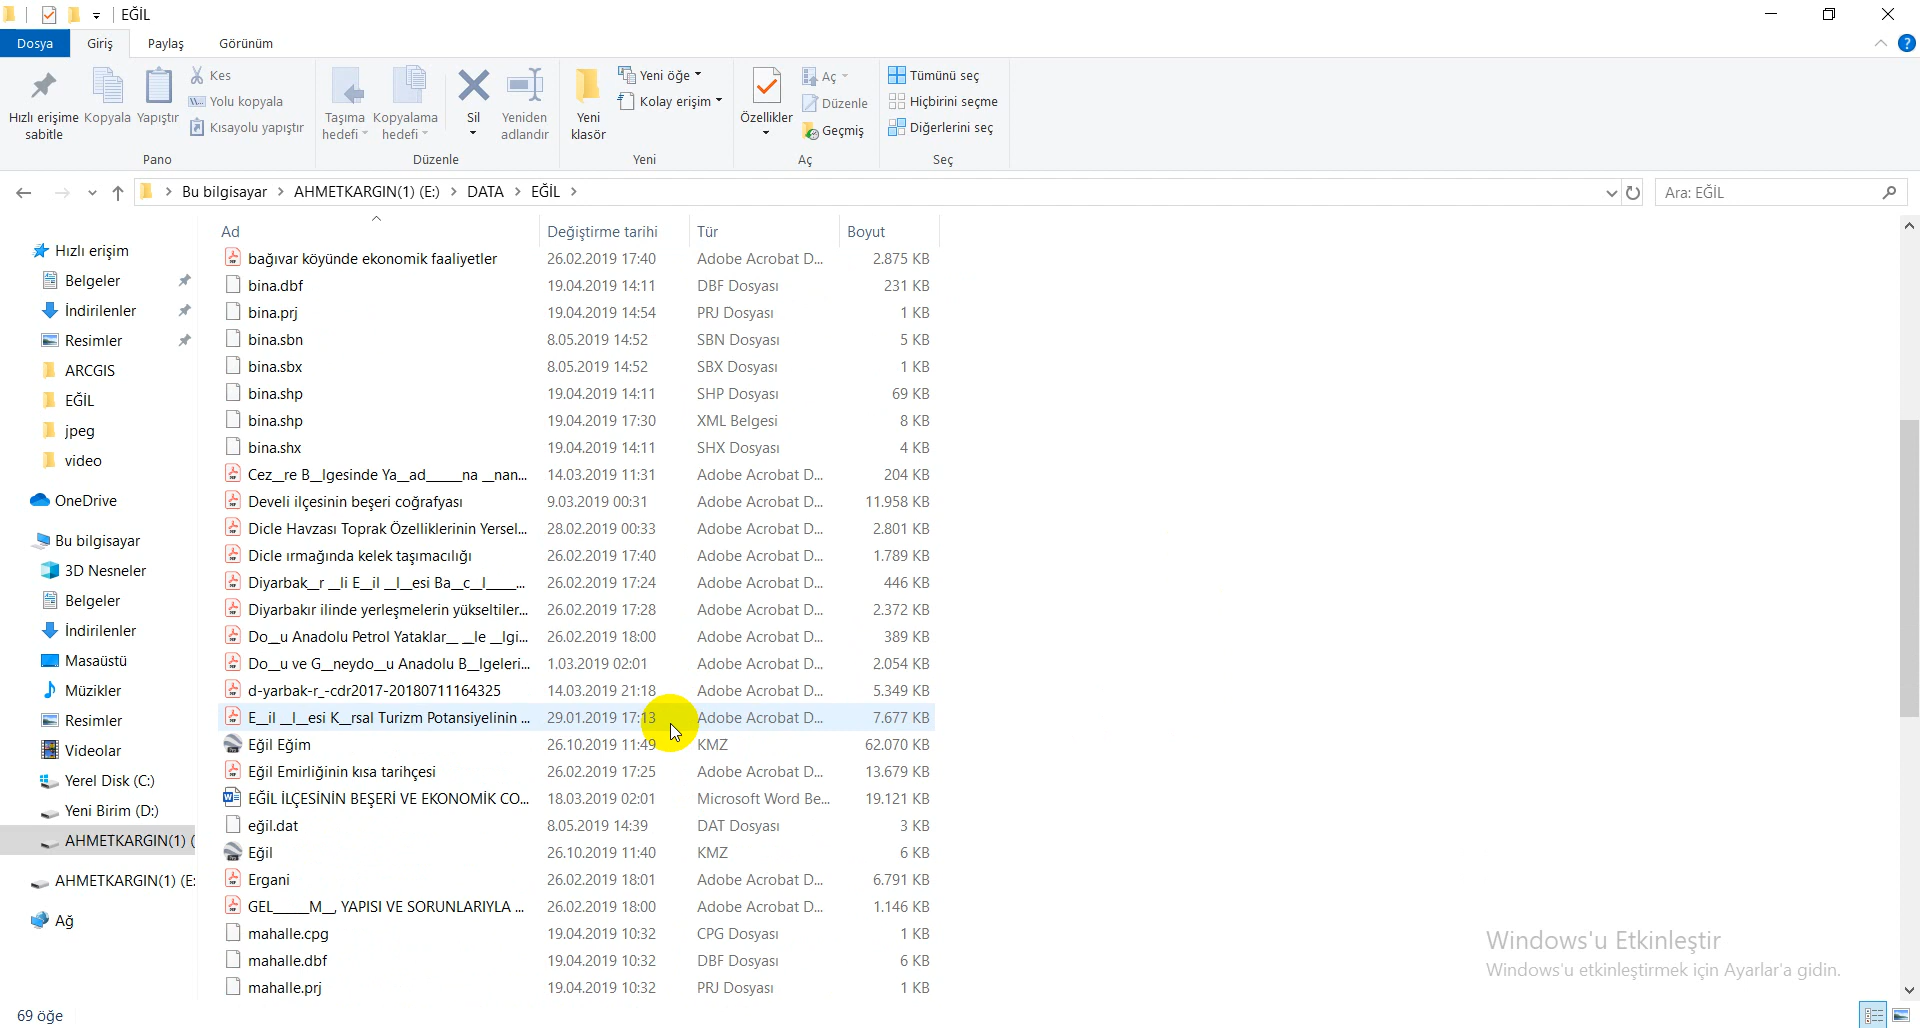 EĞİL
Dosya Giriş Paylaş Görünüm
Hızlı erişime sabitle
Kopyala
Yapıştır
Kes
Yolu kopyala
Kısayolu yapıştır
Pano
Taşıma hedefi
Kopyalama hedefi
Sil
Yeniden adlandır
Düzenle
Yeni klasör
Yeni öğe
Kolay erişim
Yeni
Özellikler
Aç
Düzenle
Geçmiş
Aç
Tümünü seç
Hiçbirini seçme
Diğerlerini seç
Seç
Bu bilgisayar > AHMETKARGIN(1) (E:) > DATA > EĞİL >
Ara: EĞİL
Hızlı erişim
Belgeler
İndirilenler
Resimler
ARCGIS
EĞİL
jpeg
video
OneDrive
Bu bilgisayar
3D Nesneler
Belgeler
İndirilenler
Masaüstü
Müzikler
Resimler
Videolar
Yerel Disk (C:)
Yeni Birim (D:)
AHMETKARGIN(1) (
AHMETKARGIN(1) (E:
Ağ
Ad Değiştirme tarihi Tür Boyut
bağıvar köyünde ekonomik faaliyetler 26.02.2019 17:40 Adobe Acrobat D... 2.875 KB
bina.dbf 19.04.2019 14:11 DBF Dosyası 231 KB
bina.prj 19.04.2019 14:54 PRJ Dosyası 1 KB
bina.sbn 8.05.2019 14:52 SBN Dosyası 5 KB
bina.sbx 8.05.2019 14:52 SBX Dosyası 1 KB
bina.shp 19.04.2019 14:11 SHP Dosyası 69 KB
bina.shp 19.04.2019 17:30 XML Belgesi 8 KB
bina.shx 19.04.2019 14:11 SHX Dosyası 4 KB
Cez__re B__lgesinde Ya__ad_____na __nan... 14.03.2019 11:31 Adobe Acrobat D... 204 KB
Develi ilçesinin beşeri coğrafyası 9.03.2019 00:31 Adobe Acrobat D... 11.958 KB
Dicle Havzası Toprak Özelliklerinin Yersel... 28.02.2019 00:33 Adobe Acrobat D... 2.801 KB
Dicle ırmağında kelek taşımacılığı 26.02.2019 17:40 Adobe Acrobat D... 1.789 KB
Diyarbak__r __li E__il __l__esi Ba__c__l____... 26.02.2019 17:24 Adobe Acrobat D... 446 KB
Diyarbakır ilinde yerleşmelerin yükseltiler... 26.02.2019 17:28 Adobe Acrobat D... 2.372 KB
Do__u Anadolu Petrol Yataklar__ __le __lgi... 26.02.2019 18:00 Adobe Acrobat D... 389 KB
Do__u ve G__neydo__u Anadolu B__lgeleri... 1.03.2019 02:01 Adobe Acrobat D... 2.054 KB
d-yarbak-r_-cdr2017-20180711164325 14.03.2019 21:18 Adobe Acrobat D... 5.349 KB
E__il __l__esi K__rsal Turizm Potansiyelinin ... 29.01.2019 17:13 Adobe Acrobat D... 7.677 KB
Eğil Eğim 26.10.2019 11:49 KMZ 62.070 KB
Eğil Emirliğinin kısa tarihçesi 26.02.2019 17:25 Adobe Acrobat D... 13.679 KB
EĞİL İLÇESİNİN BEŞERİ VE EKONOMİK CO... 18.03.2019 02:01 Microsoft Word Be... 19.121 KB
eğil.dat 8.05.2019 14:39 DAT Dosyası 3 KB
Eğil 26.10.2019 11:40 KMZ 6 KB
Ergani 26.02.2019 18:01 Adobe Acrobat D... 6.791 KB
GEL_____M__, YAPISI VE SORUNLARIYLA ... 26.02.2019 18:00 Adobe Acrobat D... 1.146 KB
mahalle.cpg 19.04.2019 10:32 CPG Dosyası 1 KB
mahalle.dbf 19.04.2019 10:32 DBF Dosyası 6 KB
mahalle.prj 19.04.2019 10:32 PRJ Dosyası 1 KB
Windows'u Etkinleştir
Windows'u etkinleştirmek için Ayarlar'a gidin.
69 öğe